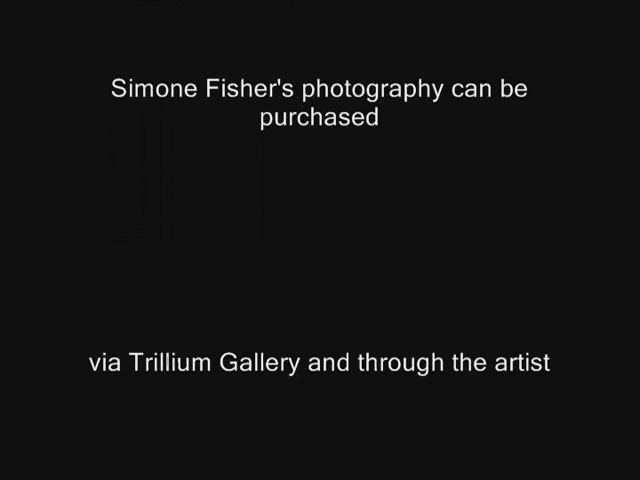 Simone Fisher's photography can be
purchased
via Trillium Gallery and through the artist